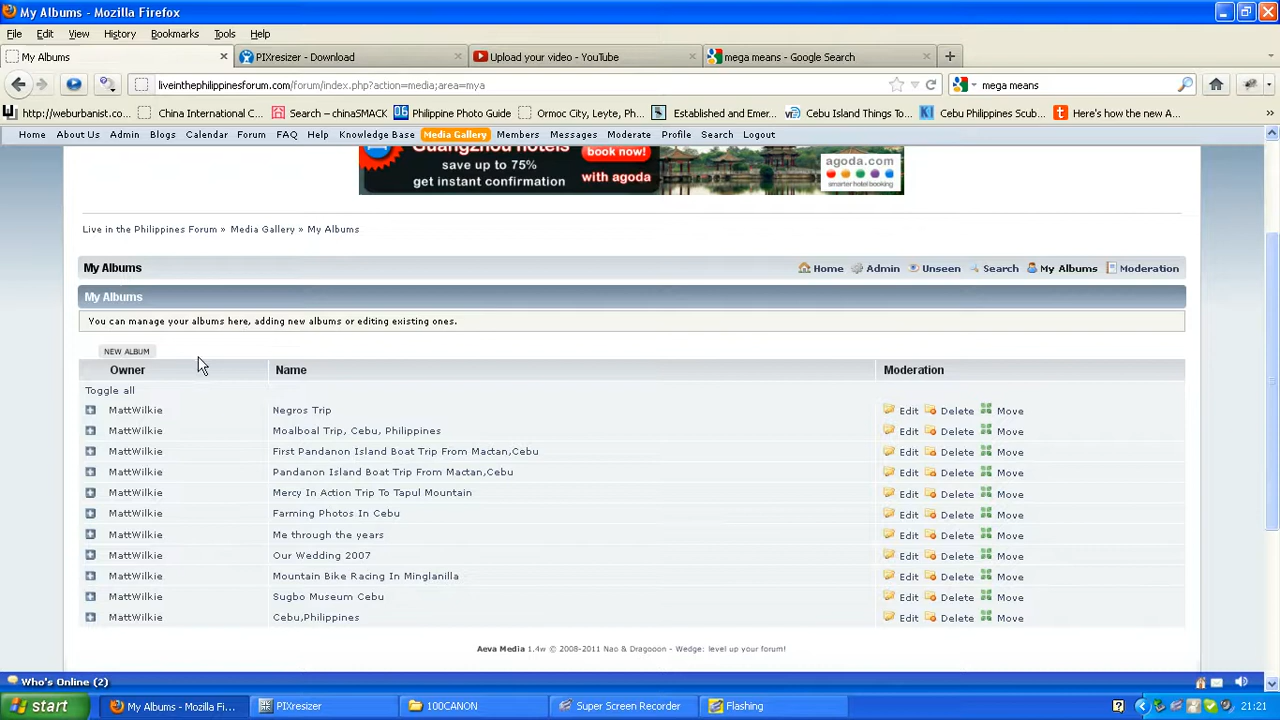 My Albums - Mozilla Firefox
File Edit View History Bookmarks Tools Help
My Albums PIXresizer - Download Upload your video - YouTube mega means - Google Search
liveinthephilippinesforum.com/forum/index.php?action=media;area=mya mega means
http://weburbanist.co... China International C... Search – chinaSMACK Philippine Photo Guide Ormoc City, Leyte, Ph... Established and Emer... Cebu Island Things To... Cebu Philippines Scub... Here's how the new A...
Home About Us Admin Blogs Calendar Forum FAQ Help Knowledge Base Media Gallery Members Messages Moderate Profile Search Logout
Guangzhou hotels book now!
save up to 75% agoda.com
get instant confirmation with agoda smarter hotel booking
Live in the Philippines Forum » Media Gallery » My Albums
My Albums Home Admin Unseen Search My Albums Moderation
My Albums
You can manage your albums here, adding new albums or editing existing ones.
NEW ALBUM
Owner Name Moderation
Toggle all
MattWilkie Negros Trip Edit Delete Move
MattWilkie Moalboal Trip, Cebu, Philippines Edit Delete Move
MattWilkie First Pandanon Island Boat Trip From Mactan,Cebu Edit Delete Move
MattWilkie Pandanon Island Boat Trip From Mactan,Cebu Edit Delete Move
MattWilkie Mercy In Action Trip To Tapul Mountain Edit Delete Move
MattWilkie Farming Photos In Cebu Edit Delete Move
MattWilkie Me through the years Edit Delete Move
MattWilkie Our Wedding 2007 Edit Delete Move
MattWilkie Mountain Bike Racing In Minglanilla Edit Delete Move
MattWilkie Sugbo Museum Cebu Edit Delete Move
MattWilkie Cebu,Philippines Edit Delete Move
Aeva Media 1.4w © 2008-2011 Nao & Dragooon - Wedge: level up your forum!
Who's Online (2)
start My Albums - Mozilla Fi... PIXresizer 100CANON Super Screen Recorder Flashing 21:21